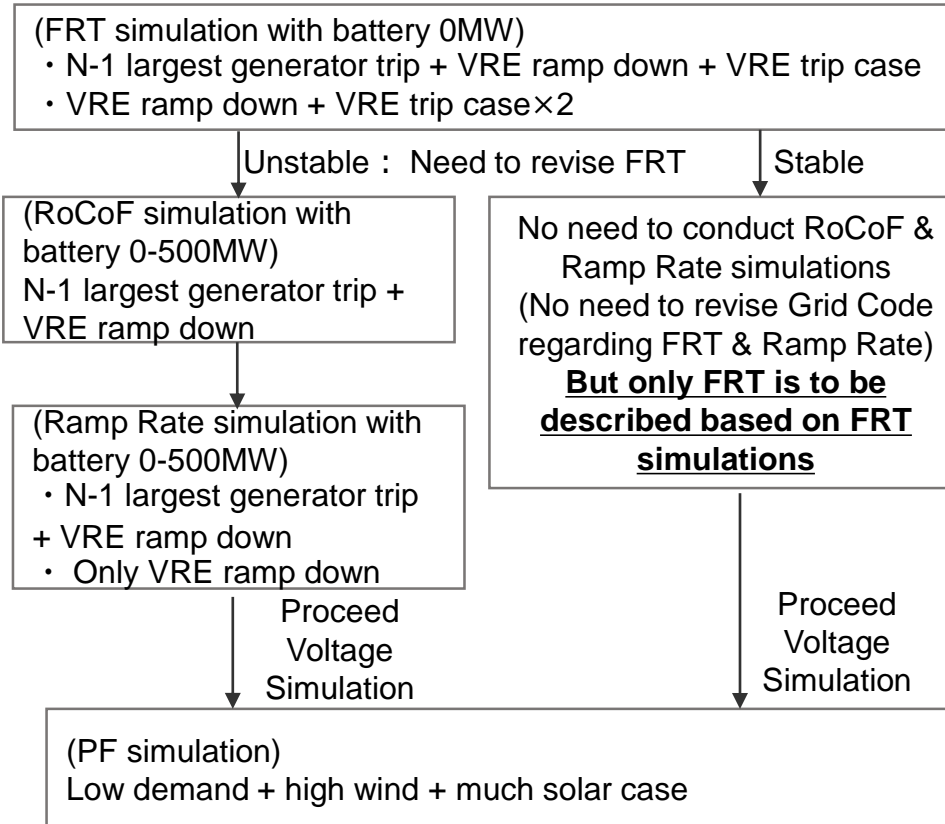 (FRT simulation with battery 0MW)
・N-1 largest generator trip + VRE ramp down + VRE trip case
・VRE ramp down + VRE trip case×2
Unstable： Need to revise FRT
Stable
(RoCoF simulation with
battery 0-500MW)
N-1 largest generator trip +
VRE ramp down
(Ramp Rate simulation with
battery 0-500MW)
・N-1 largest generator trip
+ VRE ramp down
・ Only VRE ramp down
No need to conduct RoCoF &
Ramp Rate simulations
(No need to revise Grid Code
regarding FRT & Ramp Rate)
But only FRT is to be
described based on FRT
simulations
Proceed
Voltage
Simulation
Proceed
Voltage
Simulation
(PF simulation)
Low demand + high wind + much solar case